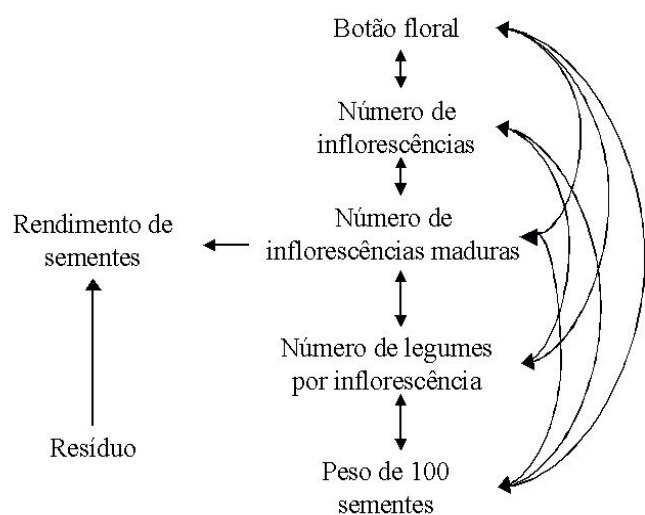 Botão floral
Número de
inflorescências
Número de
inflorescências maduras
Rendimento de
sementes
Número de legumes
por inflorescência
Resíduo
Peso de 100
sementes